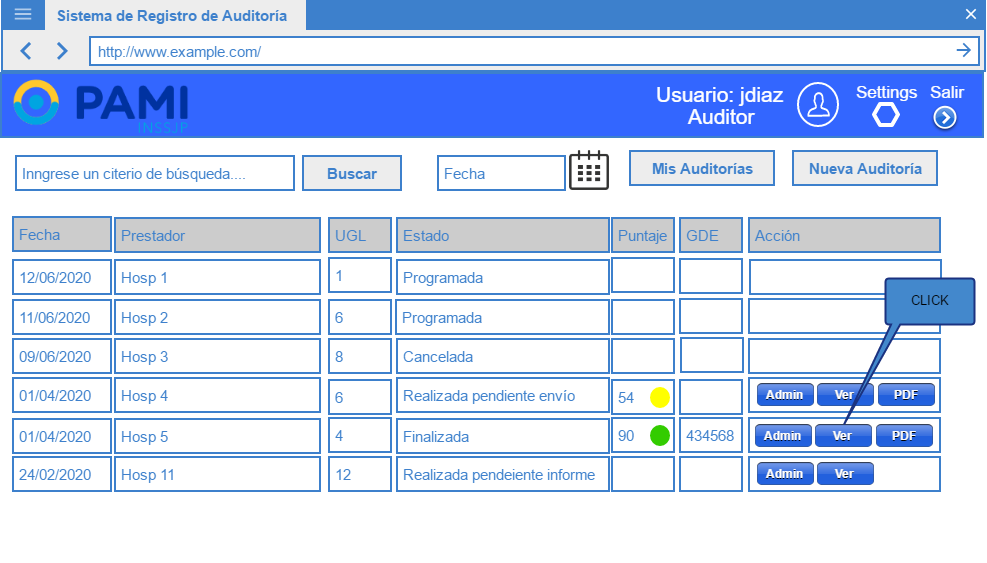 Sistema de Registro de Auditoría
http://www.example.com/
PAMI
INSSJP
Usuario: jdiaz
Auditor
Settings
Salir
Inngrese un citerio de búsqueda....
Buscar
Fecha
Mis Auditorías
Nueva Auditoría
Fecha Prestador UGL Estado Puntaje GDE Acción
12/06/2020 Hosp 1 1 Programada
CLICK
11/06/2020 Hosp 2 6 Programada
09/06/2020 Hosp 3 8 Cancelada
01/04/2020 Hosp 4 6 Realizada pendiente envío 54 Admin Ver PDF
01/04/2020 Hosp 5 4 Finalizada 90 434568 Admin Ver PDF
24/02/2020 Hosp 11 12 Realizada pendeiente informe Admin Ver